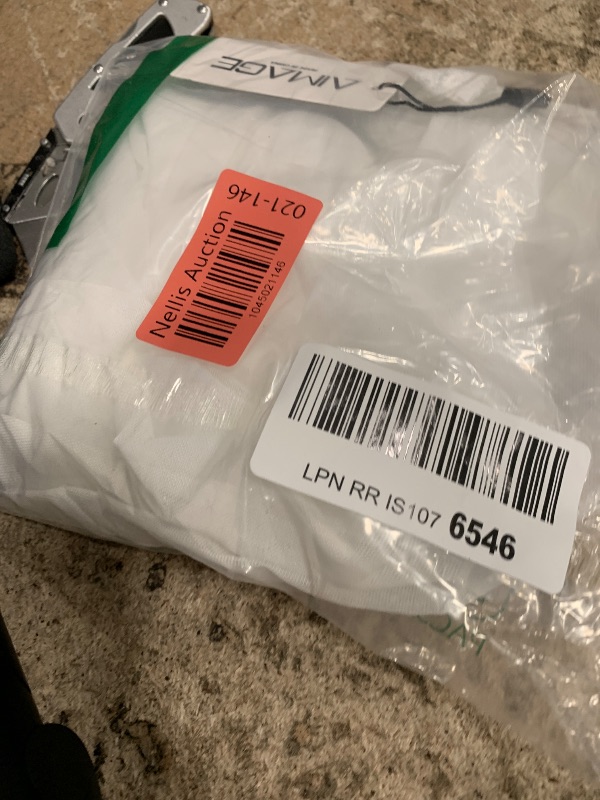 AIMAGE
021-146
Nellis Auction
1045021146
LPN RR IS107 6546